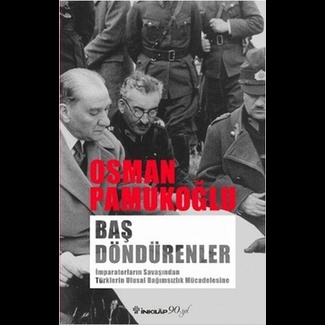 OSMAN
PAMUKOĞLU
BAŞ
DÖNDÜRENLER
İmparatorların Savaşından
Türklerin Ulusal Bağımsızlık Mücadelesine
İNKILÂP 90.yıl